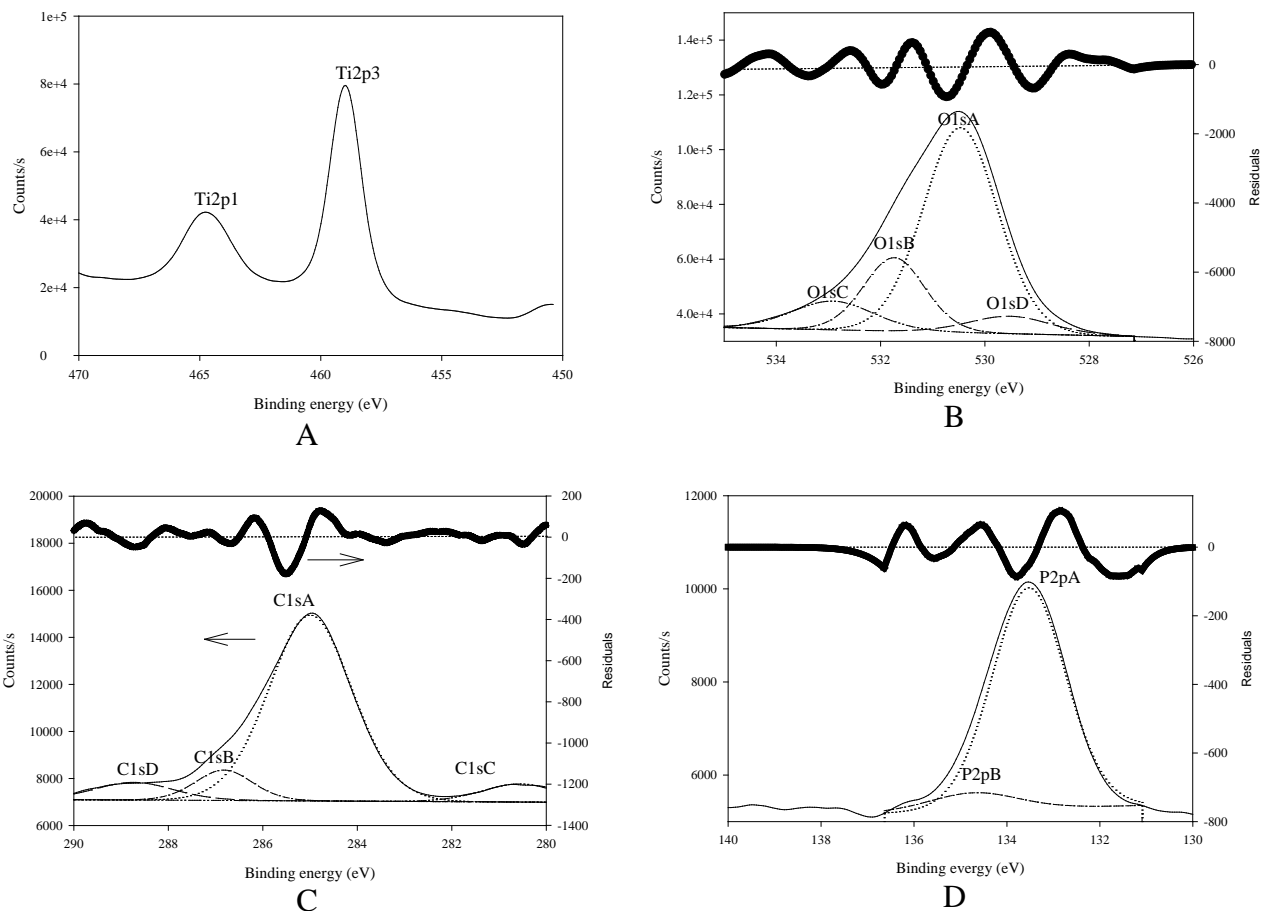 1e+5
8e+4
6e+4
4e+4
2e+4
0
Counts/s
Ti2p3
Ti2p1
470
465
460
455
450
Binding energy (eV)
A
1.4e+5
1.2e+5
1.0e+5
8.0e+4
6.0e+4
4.0e+4
Counts/s
O1sA
O1sB
O1sC
O1sD
0
-2000
-4000
-6000
-8000
Residuals
534
532
530
528
526
Binding energy (eV)
B
20000
18000
16000
14000
12000
10000
8000
6000
Counts/s
C1sA
C1sB
C1sD
C1sC
200
0
-200
-400
-600
-800
-1000
-1200
-1400
Residuals
290
288
286
284
282
280
Binding energy (eV)
C
12000
10000
8000
6000
Counts/s
P2pA
P2pB
0
-200
-400
-600
-800
Residuals
140
138
136
134
132
130
Binding evergy (eV)
D